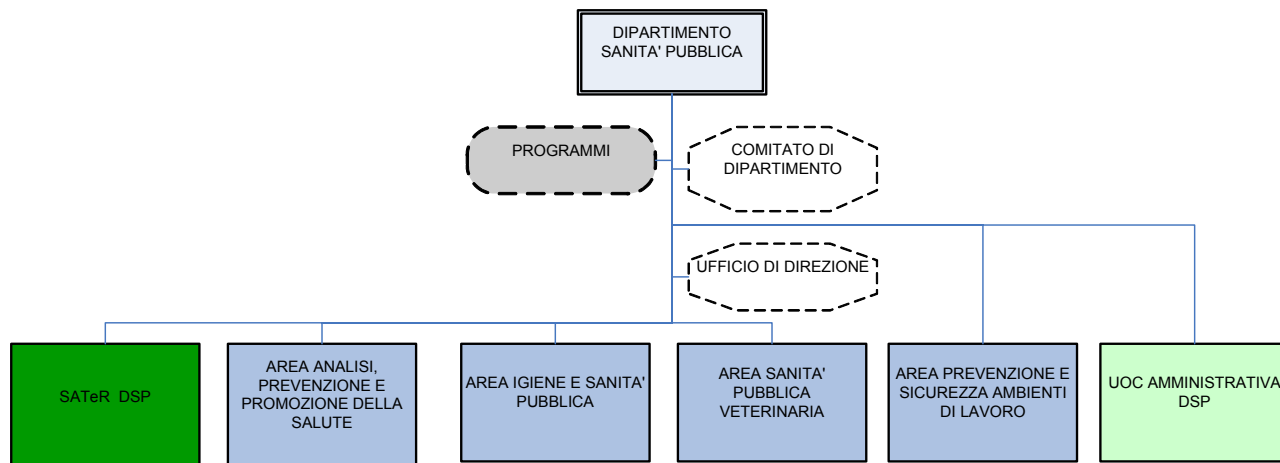 DIPARTIMENTO
SANITA' PUBBLICA
PROGRAMMI
COMITATO DI
DIPARTIMENTO
UFFICIO DI DIREZIONE
SATeR DSP
AREA ANALISI,
PREVENZIONE E
PROMOZIONE DELLA
SALUTE
AREA IGIENE E SANITA'
PUBBLICA
AREA SANITA'
PUBBLICA
VETERINARIA
AREA PREVENZIONE E
SICUREZZA AMBIENTI
DI LAVORO
UOC AMMINISTRATIVA
DSP